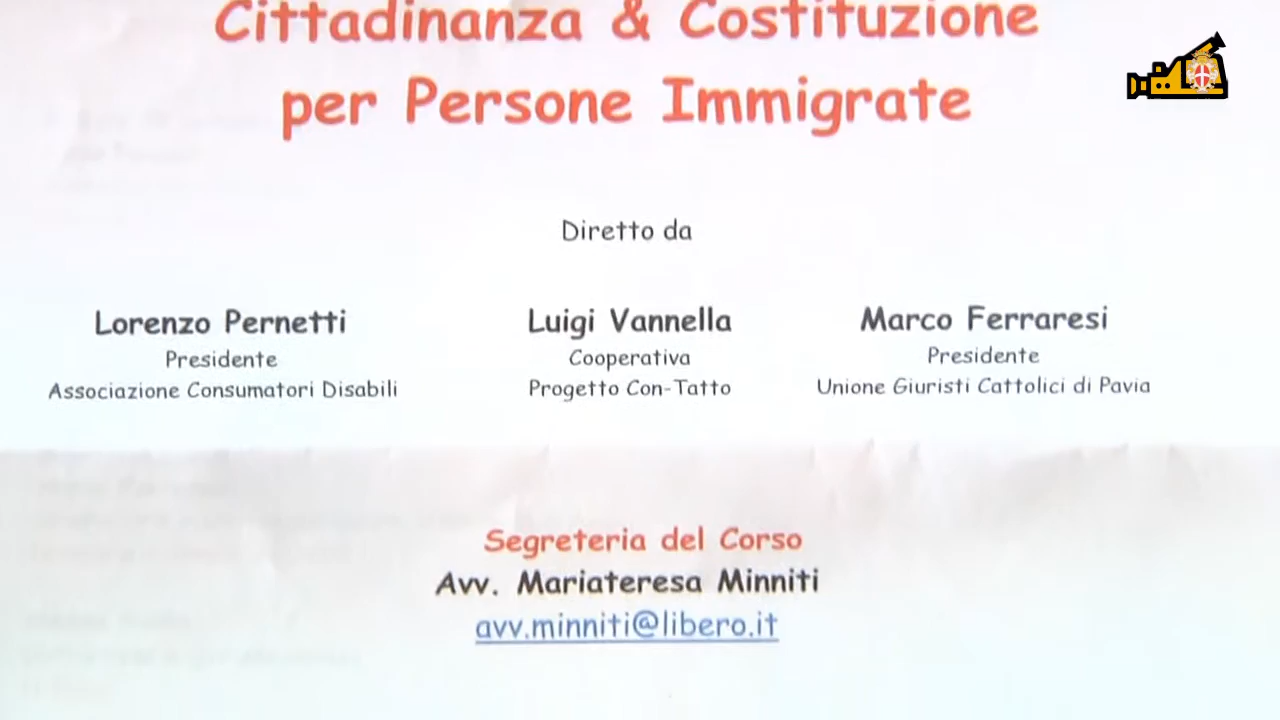 Cittadinanza & Costituzione
per Persone Immigrate
Diretto da
Lorenzo Pernetti
Presidente
Associazione Consumatori Disabili
Luigi Vannella
Cooperativa
Progetto Con-Tatto
Marco Ferraresi
Presidente
Unione Giuristi Cattolici di Pavia
Segreteria del Corso
Avv. Mariateresa Minniti
avv.minniti@libero.it